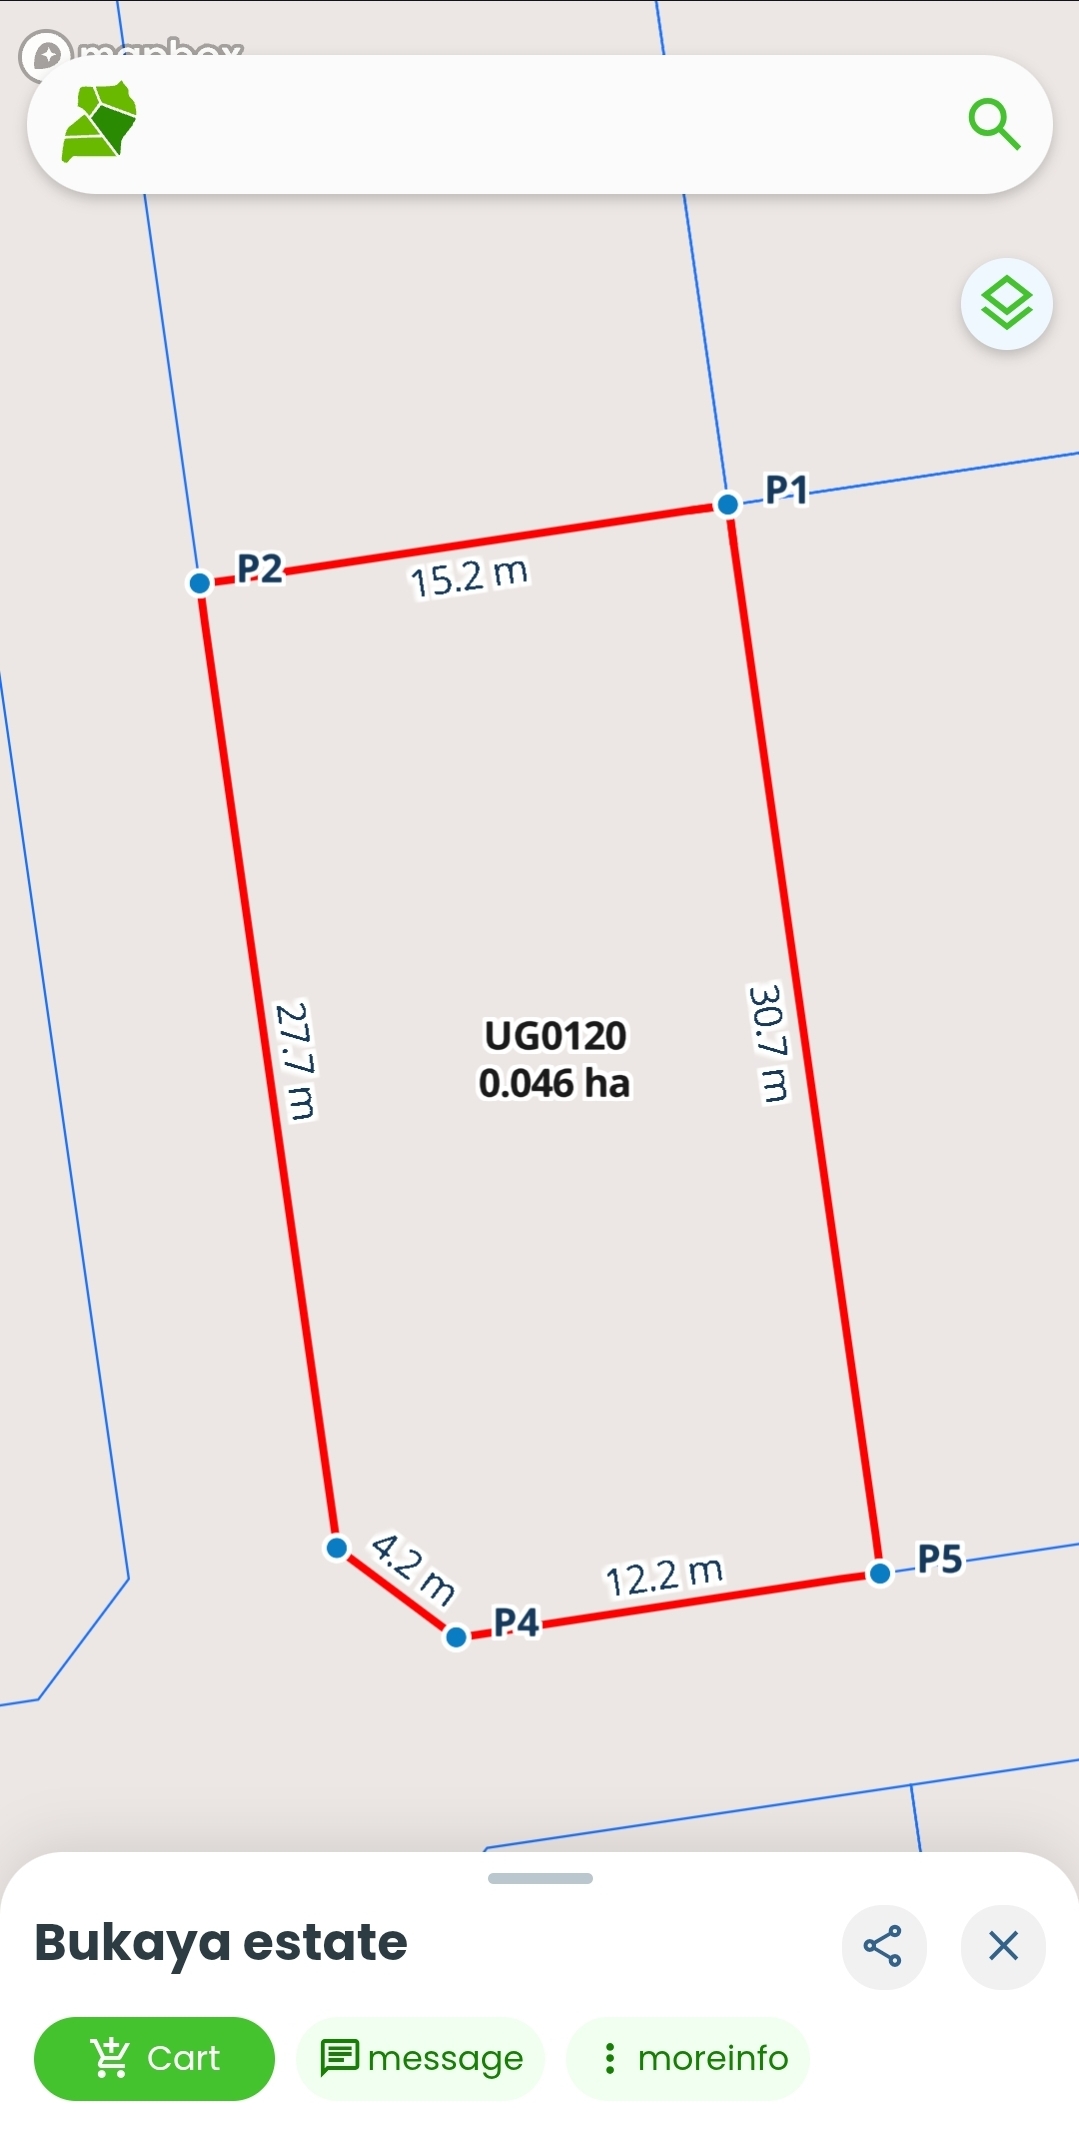 mapbox
P1
P2
15.2 m
27.7 m
30.7 m
UG0120
0.046 ha
4.2 m
12.2 m
P5
P4
Bukaya estate
Cart
message
moreinfo